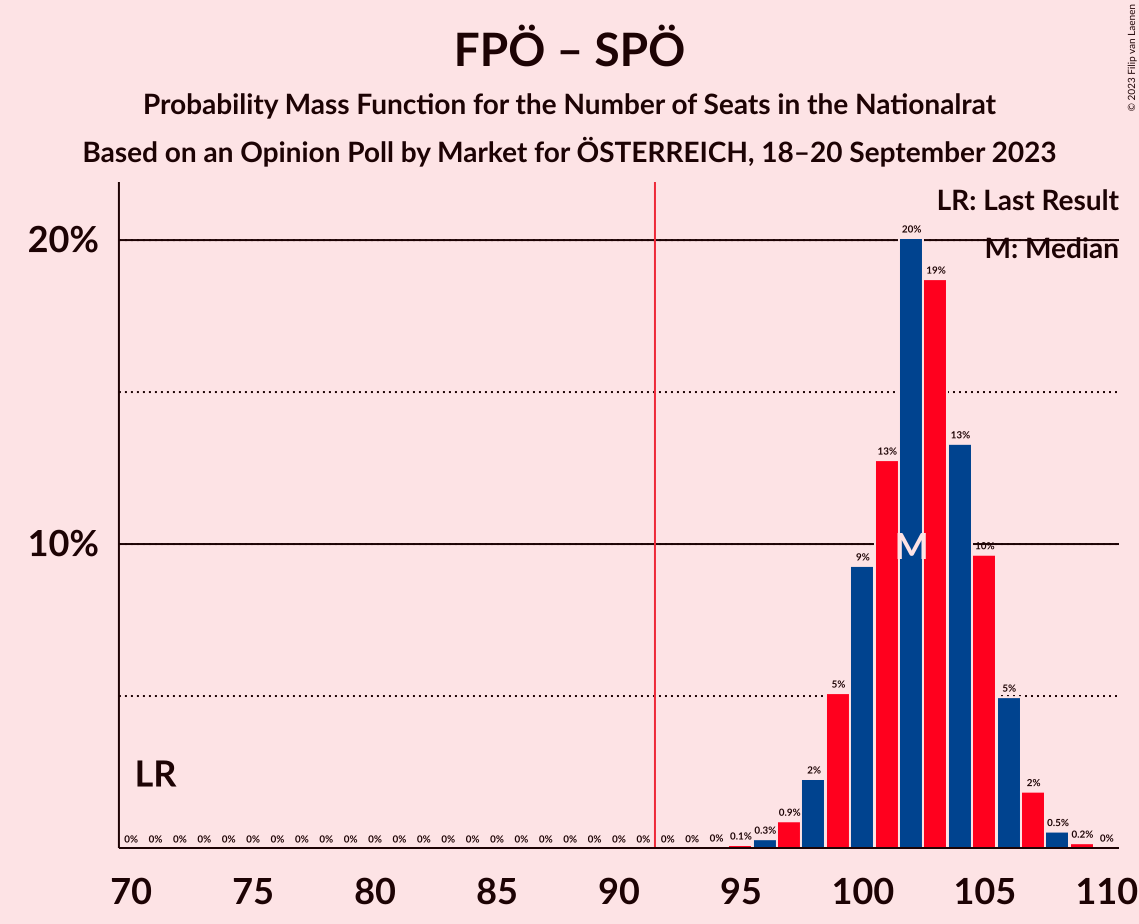 FPÖ – SPÖ
Probability Mass Function for the Number of Seats in the Nationalrat
Based on an Opinion Poll by Market for ÖSTERREICH, 18–20 September 2023
© 2023 Filip van Laenen
LR: Last Result
M: Median
20%
10%
20%
19%
13%
13%
10%
9%
M
5%
5%
2%
2%
0.9%
0.5%
0.3%
0.2%
0.1%
LR
0% 0% 0% 0% 0% 0% 0% 0% 0% 0% 0% 0% 0% 0% 0% 0% 0% 0% 0% 0% 0% 0% 0% 0% 0% 0%
70 75 80 85 90 95 100 105 110